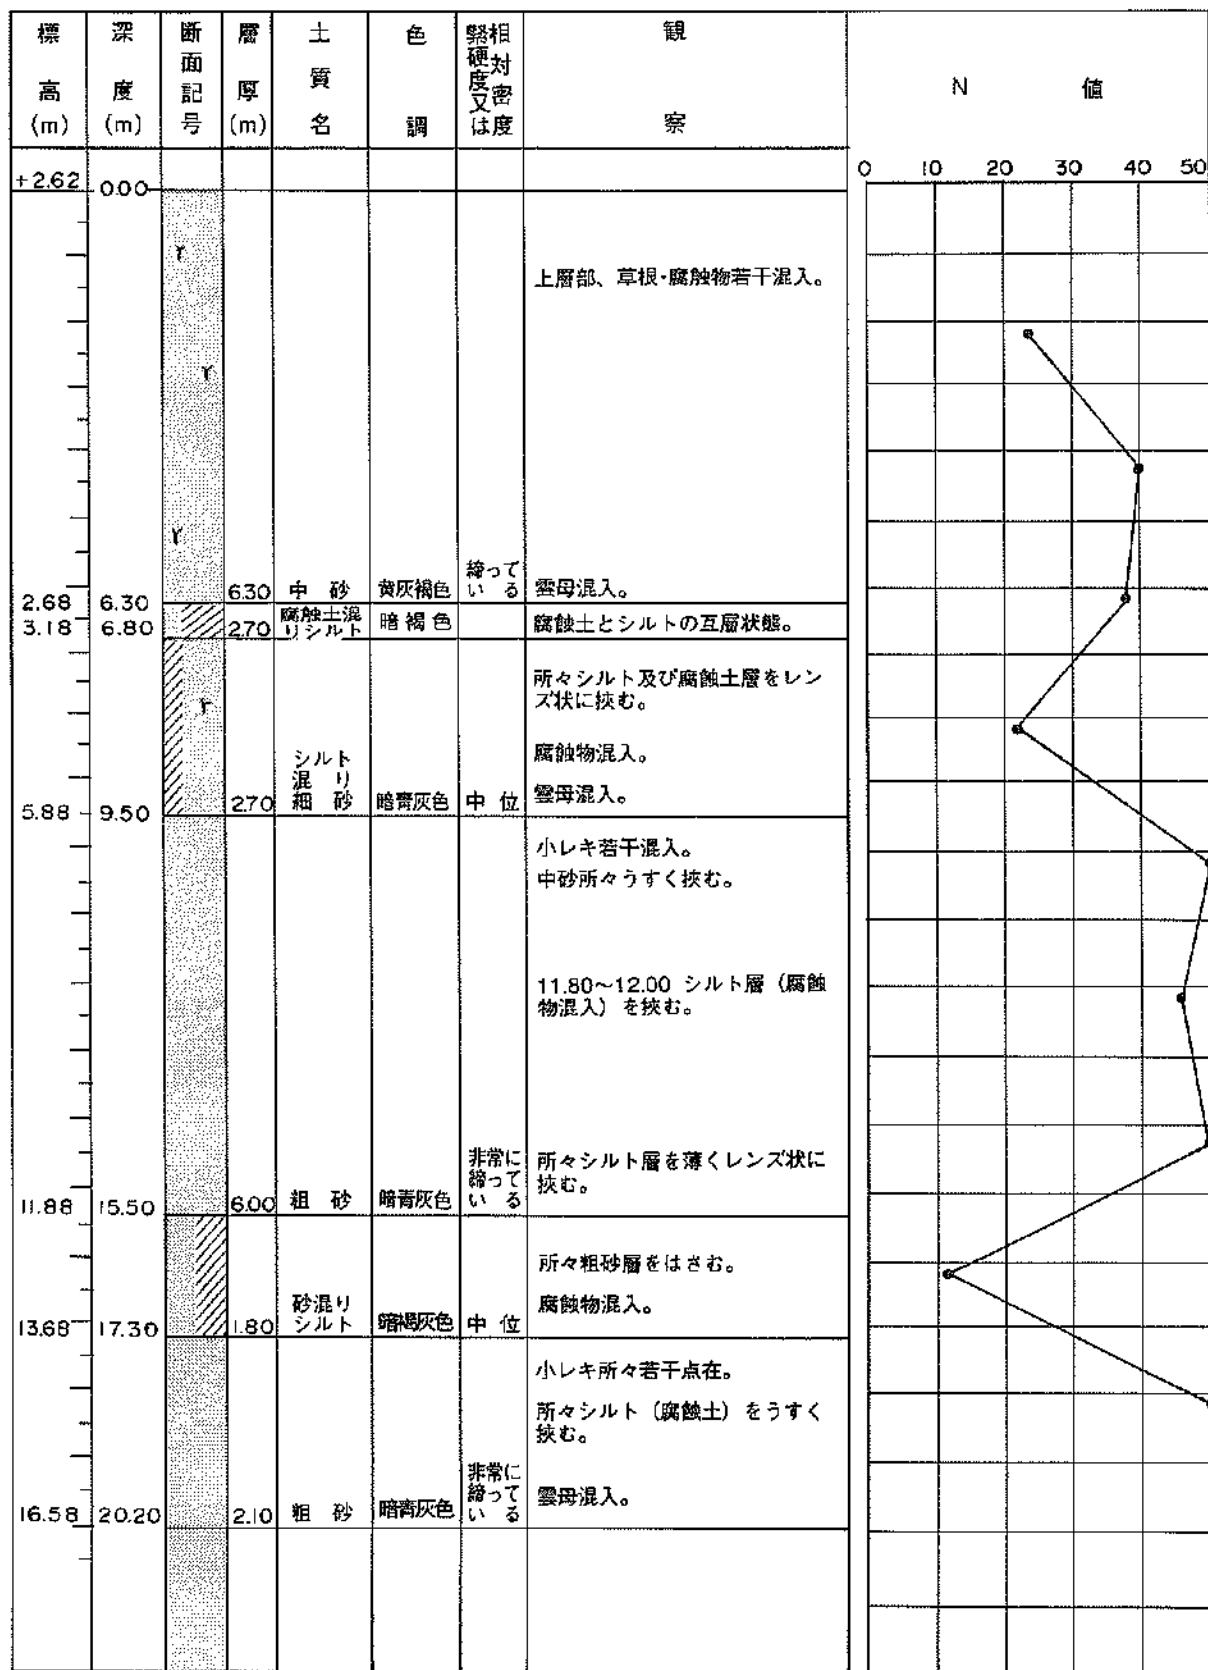 標高(m) 深度(m) 断面記号 層厚(m) 土質名 色調 相対密度又は緊硬度 観察 N値
0 10 20 30 40 50
+2.62 0.00
上層部、草根・腐触物若干混入。
2.68 6.30 6.30 中砂 黄灰褐色 締っている 雲母混入。
3.18 6.80 2.70 腐触土混りシルト 暗褐色 腐蝕土とシルトの互層状態。
所々シルト及び腐蝕土層をレン
ズ状に挟む。
腐蝕物混入。
5.88 9.50 2.70 シルト混り細砂 暗青灰色 中位 雲母混入。
小レキ若干混入。
中砂所々うすく挟む。
11.80~12.00 シルト層(腐蝕
物混入)を挟む。
所々シルト層を薄くレンズ状に
挟む。
11.88 15.50 6.00 粗砂 暗青灰色 非常に締っている
所々粗砂層をはさむ。
腐蝕物混入。
13.68 17.30 1.80 砂混りシルト 暗褐灰色 中位
小レキ所々若干点在。
所々シルト(腐蝕土)をうすく
挟む。
雲母混入。
16.58 20.20 2.10 粗砂 暗青灰色 非常に締っている